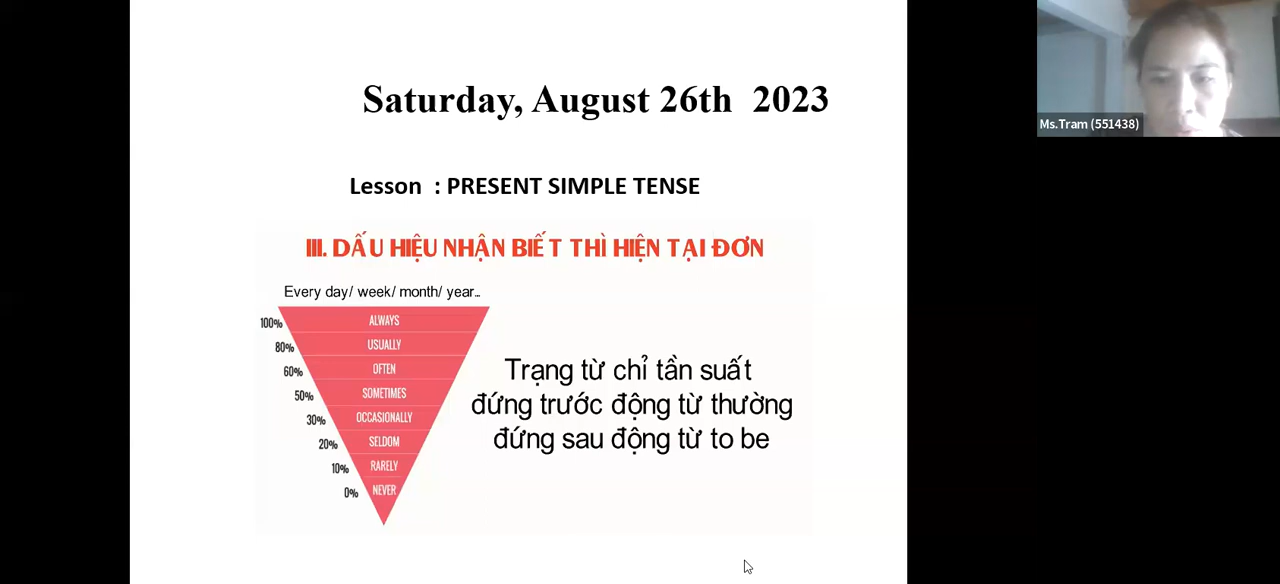 Saturday, August 26th 2023
Ms.Tram (551438)
Lesson : PRESENT SIMPLE TENSE
III. DẤU HIỆU NHẬN BIẾT THÌ HIỆN TẠI ĐƠN
Every day/ week/ month/ year...
100% ALWAYS
80% USUALLY
60% OFTEN
50% SOMETIMES
30% OCCASIONALLY
20% SELDOM
10% RARELY
0% NEVER
Trạng từ chỉ tần suất
đứng trước động từ thường
đứng sau động từ to be